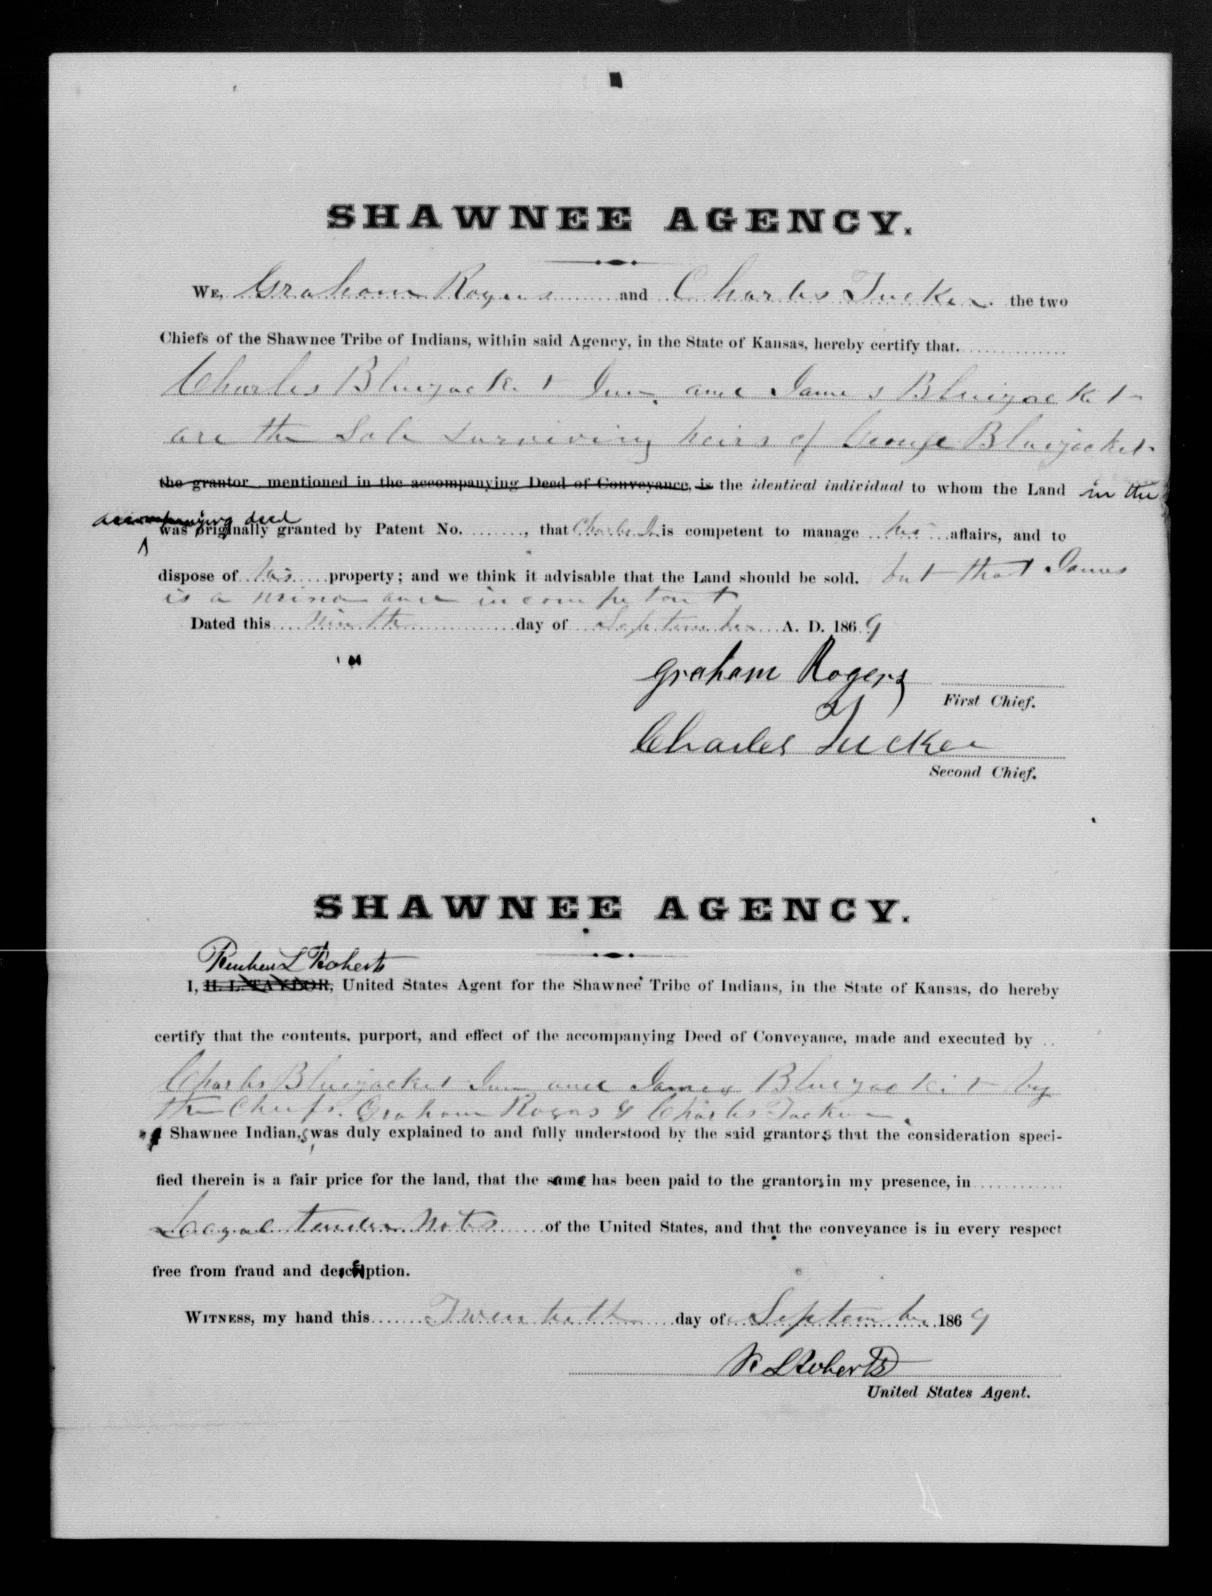 SHAWNEE AGENCY.
WE, Graham Rogers and Charles Tucker the two
Chiefs of the Shawnee Tribe of Indians, within said Agency, in the State of Kansas, hereby certify that
Charles Bluejacket Jun. and James Bluejacket
are the Sole surviving heirs of George Bluejacket
the grantor mentioned in the accompanying Deed of Conveyance, is the identical individual to whom the Land in the
accompanying deed
was originally granted by Patent No. , that Charles Jr is competent to manage his affairs, and to
dispose of his property; and we think it advisable that the Land should be sold. but that James
is a minor and incompetent
Dated this Ninth day of September A. D. 1869
Graham Rogers
First Chief.
Charles Tucker
Second Chief.
SHAWNEE AGENCY.
Reuben L Roberts
I, H. L. TAYLOR, United States Agent for the Shawnee Tribe of Indians, in the State of Kansas, do hereby
certify that the contents, purport, and effect of the accompanying Deed of Conveyance, made and executed by
Charles Bluejacket Jun and James Bluejacket by
the Chiefs. Graham Rogers & Charles Tucker
Shawnee Indians, was duly explained to and fully understood by the said grantors that the consideration speci-
fied therein is a fair price for the land, that the same has been paid to the grantors in my presence, in
Leagal tender Notes of the United States, and that the conveyance is in every respect
free from fraud and deception.
WITNESS, my hand this Twentieth day of September 1869
R L Roberts
United States Agent.